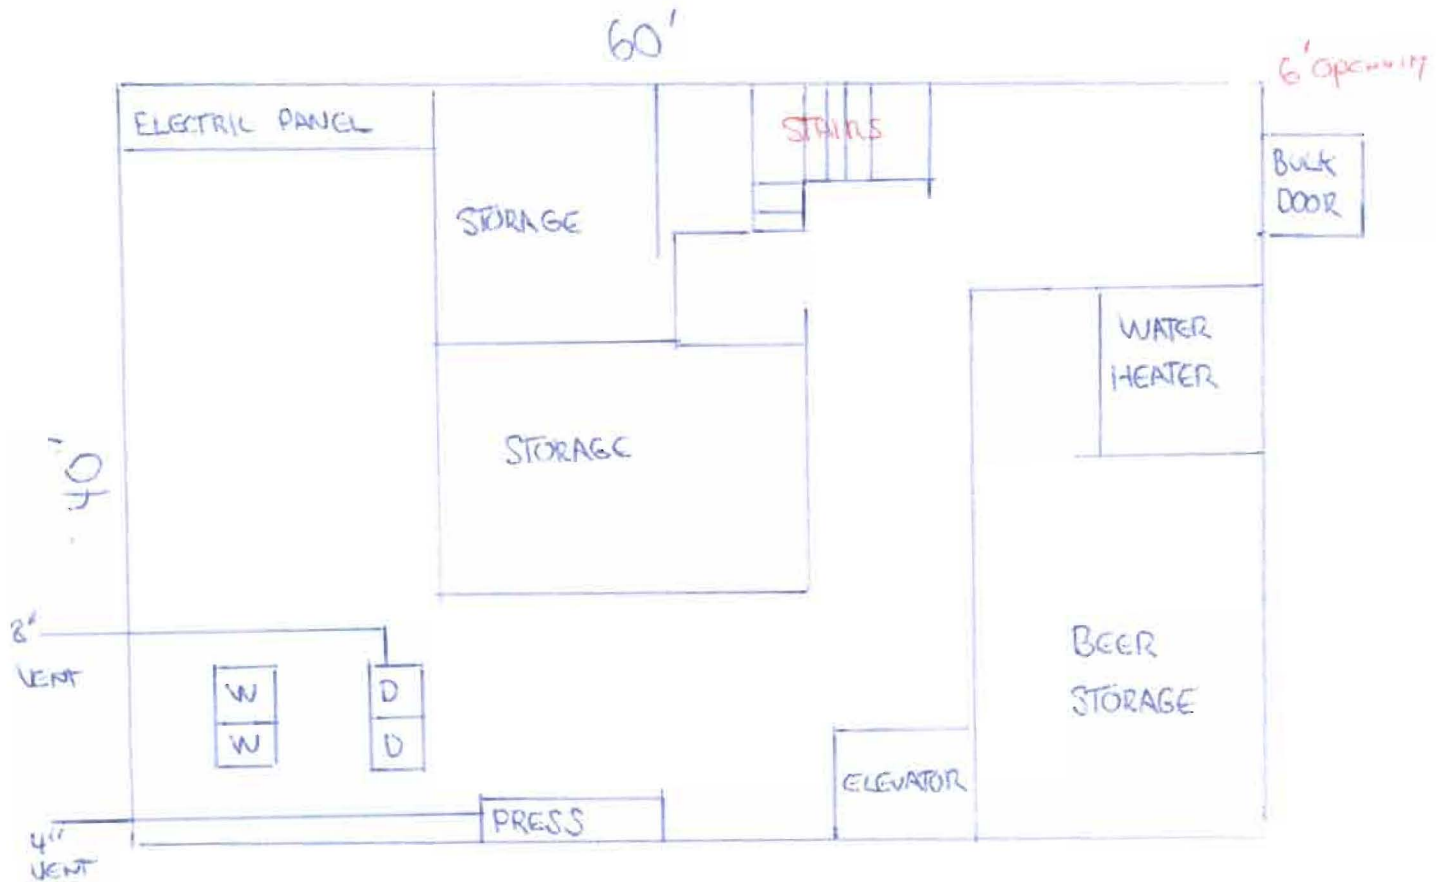 60'
6' OPENING
ELECTRIC PANEL
STAIRS
BULK
DOOR
STORAGE
WATER
HEATER
STORAGE
40'
8"
VENT
W
D
W
D
BEER
STORAGE
ELEVATOR
PRESS
4"
VENT